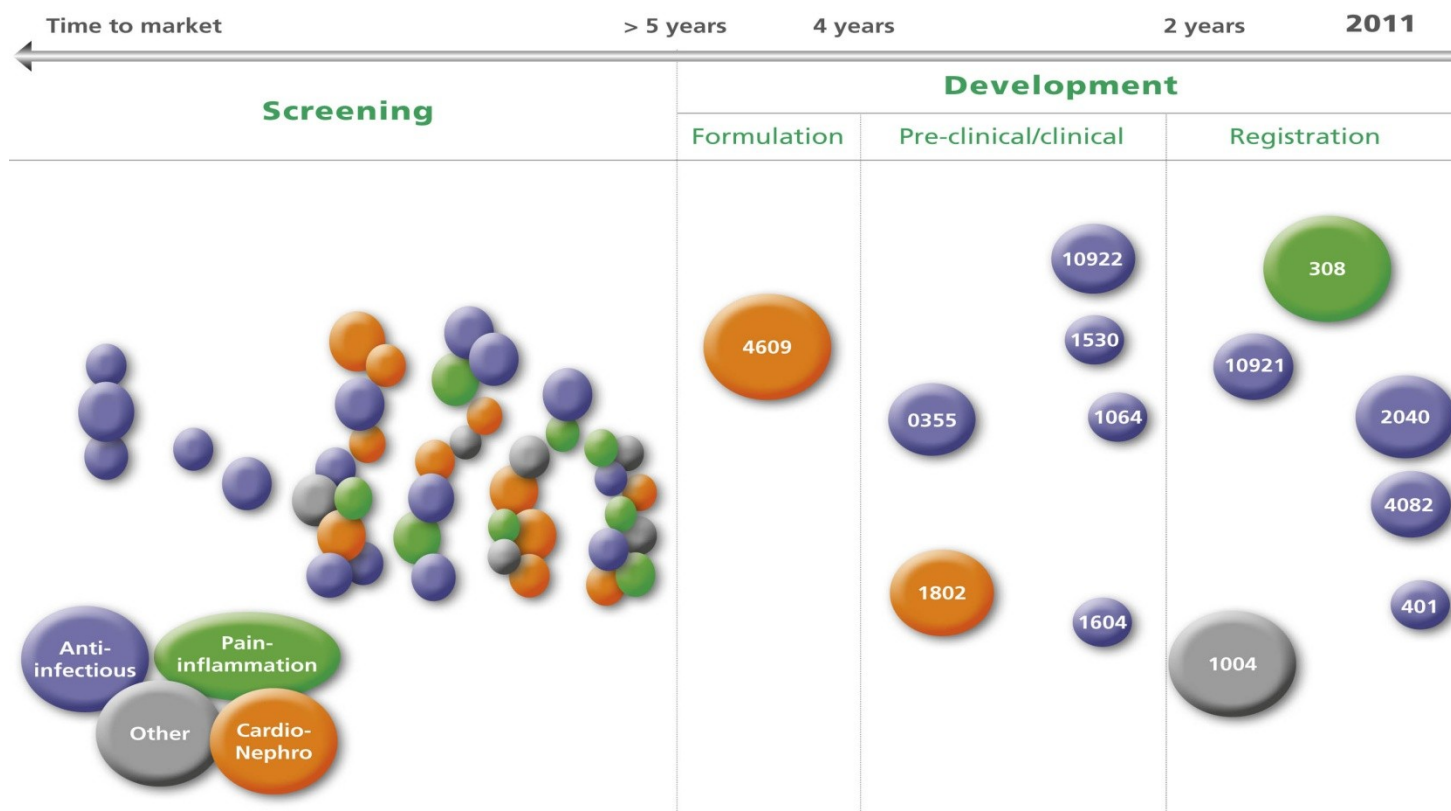 Time to market
> 5 years
4 years
2 years
2011
Screening
Development
Formulation
Pre-clinical/clinical
Registration
10922
308
4609
1530
10921
0355
1064
2040
4082
1802
1604
401
1004
Anti-
infectious
Pain-
inflammation
Other
Cardio-
Nephro